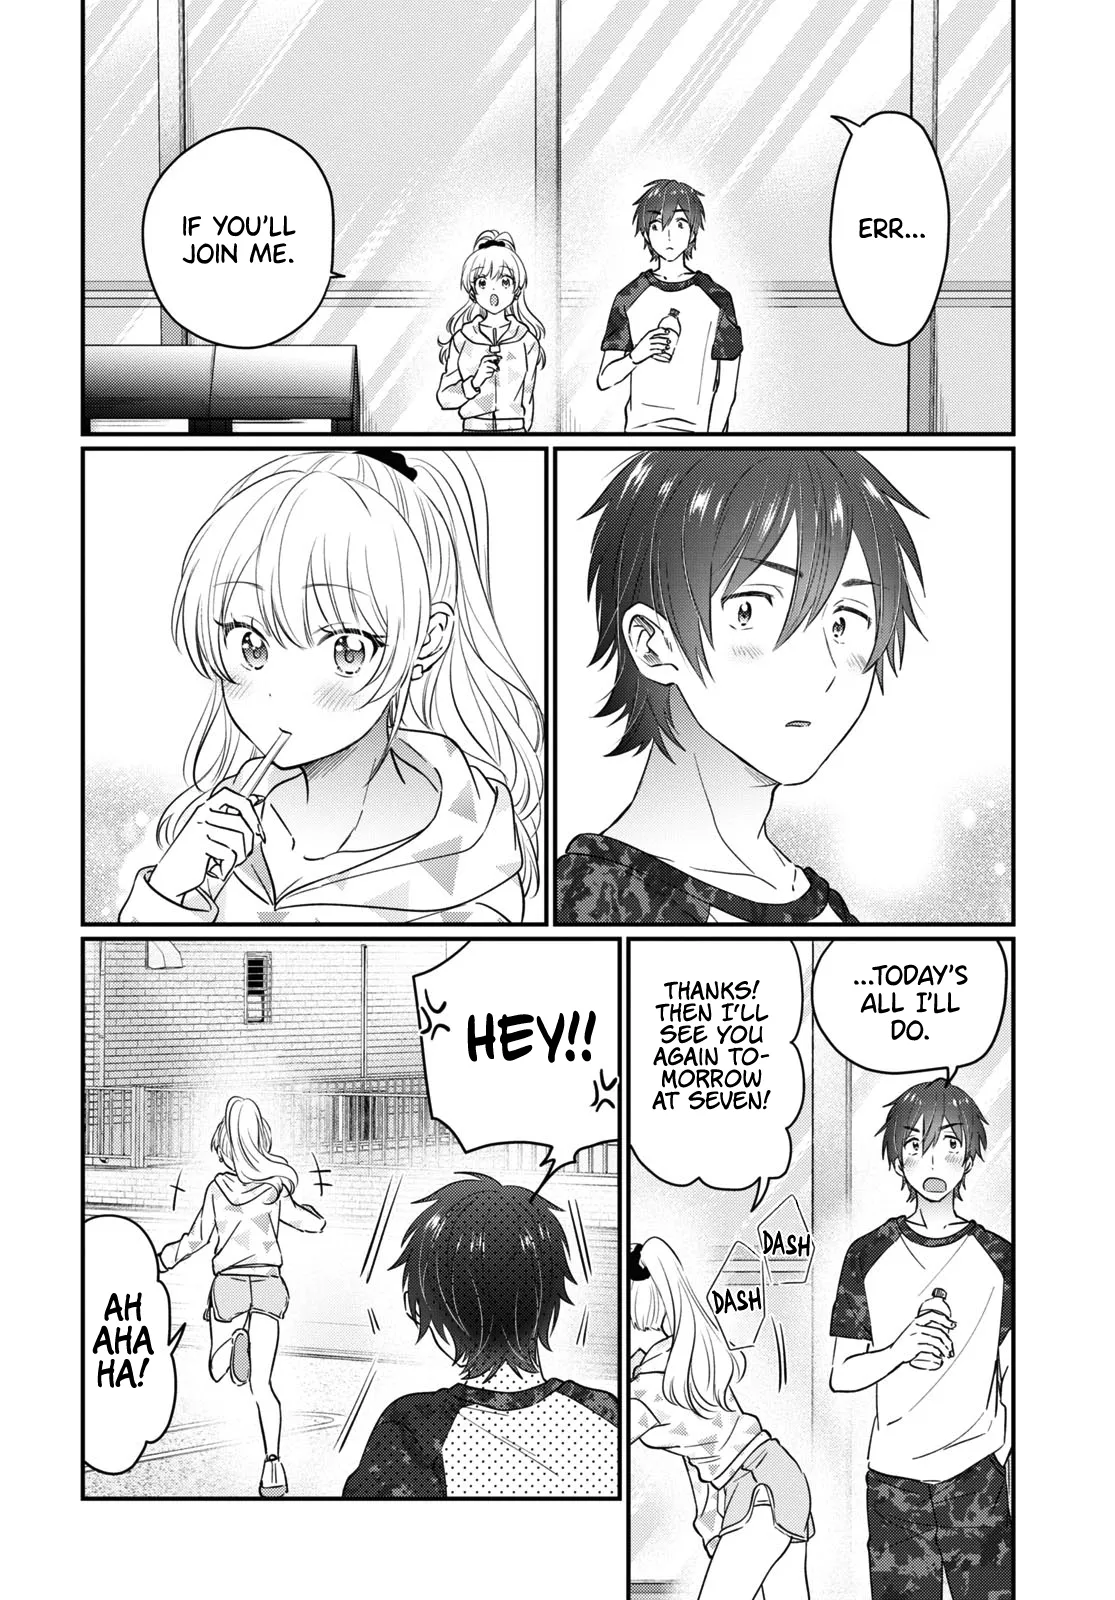 ERR...
IF YOU'LL
JOIN ME.
...TODAY'S
ALL I'LL
DO.
THANKS!
THEN I'LL
SEE YOU
AGAIN TO-
MORROW
AT SEVEN!
DASH
DASH
HEY!!
AH
AHA
HA!